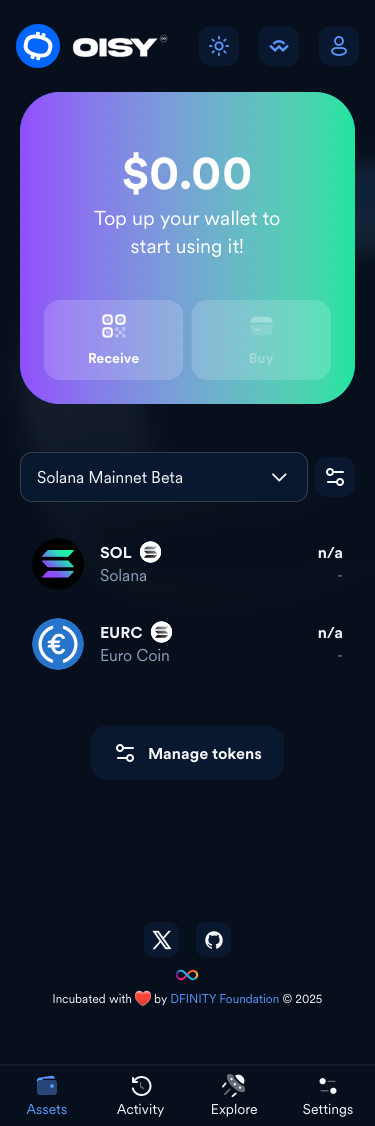 OISY
$0.00
Top up your wallet to
start using it!
Receive
Buy
Solana Mainnet Beta
SOL
n/a
Solana
-
EURC
n/a
Euro Coin
-
Manage tokens
Incubated with ❤️ by DFINITY Foundation © 2025
Assets
Activity
Explore
Settings